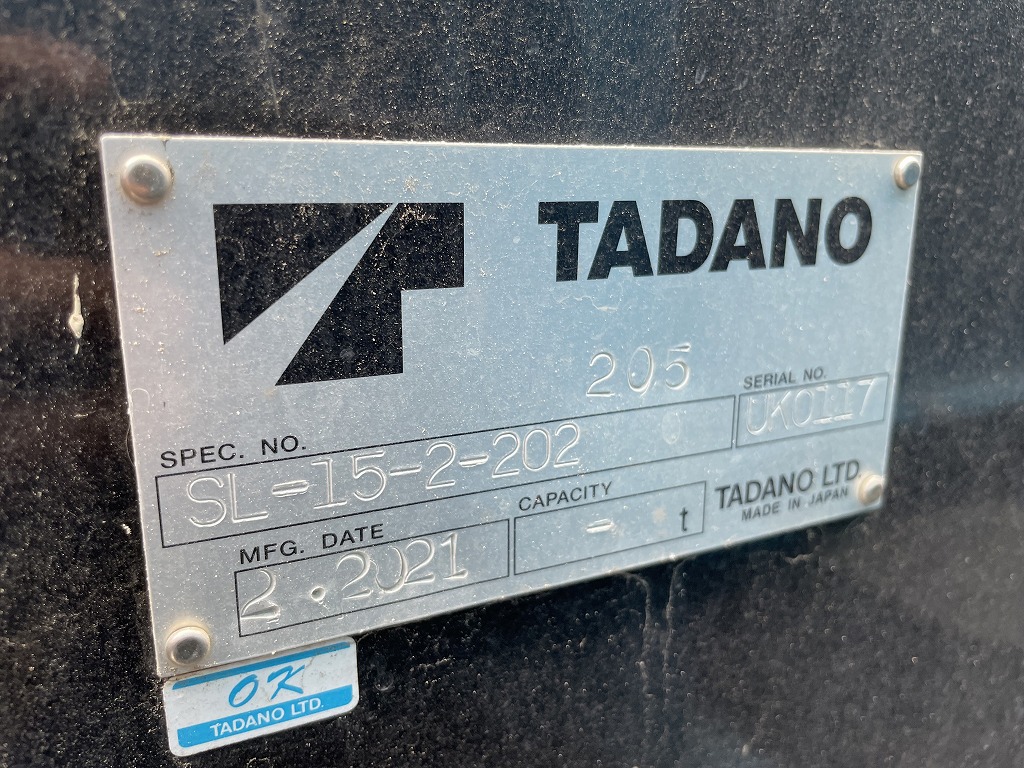 TADANO
205
SERIAL NO.
UK0117
SPEC. NO.
SL-15-2-202
CAPACITY
- t
TADANO LTD.
MADE IN JAPAN
MFG. DATE
2.2021
OK
TADANO LTD.